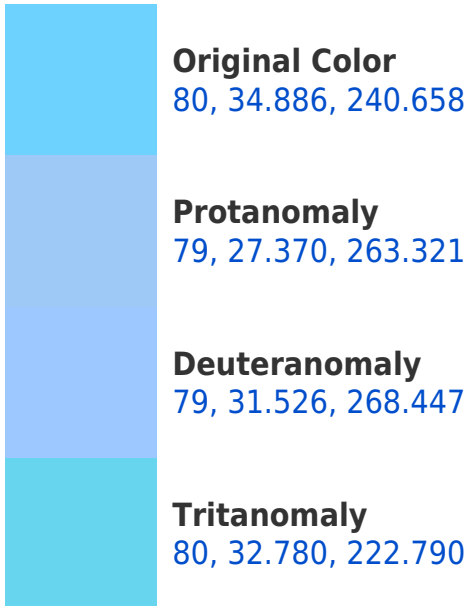 Original Color
80, 34.886, 240.658
Protanomaly
79, 27.370, 263.321
Deuteranomaly
79, 31.526, 268.447
Tritanomaly
80, 32.780, 222.790